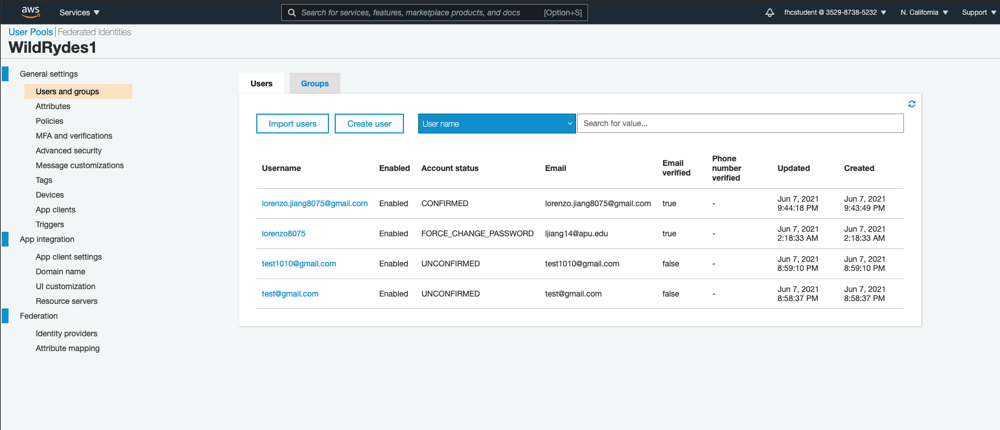 aws Services Search for services, features, marketplace products, and docs [Option+S] fhcstudent @ 3529-8738-5232 N. California Support
User Pools Federated Identities
WildRydes1
General settings
Users and groups
Attributes
Policies
MFA and verifications
Advanced security
Message customizations
Tags
Devices
App clients
Triggers
App integration
App client settings
Domain name
UI customization
Resource servers
Federation
Identity providers
Attribute mapping
Users Groups
Import users Create user User name Search for value...
Username Enabled Account status Email Email verified Phone number verified Updated Created
lorenzo.jiang8075@gmail.com Enabled CONFIRMED lorenzo.jiang8075@gmail.com true - Jun 7, 2021 9:44:18 PM Jun 7, 2021 9:43:49 PM
lorenzo8075 Enabled FORCE_CHANGE_PASSWORD ljiang14@apu.edu true - Jun 7, 2021 2:18:33 AM Jun 7, 2021 2:18:33 AM
test1010@gmail.com Enabled UNCONFIRMED test1010@gmail.com false - Jun 7, 2021 8:59:10 PM Jun 7, 2021 8:59:10 PM
test@gmail.com Enabled UNCONFIRMED test@gmail.com false - Jun 7, 2021 8:58:37 PM Jun 7, 2021 8:58:37 PM